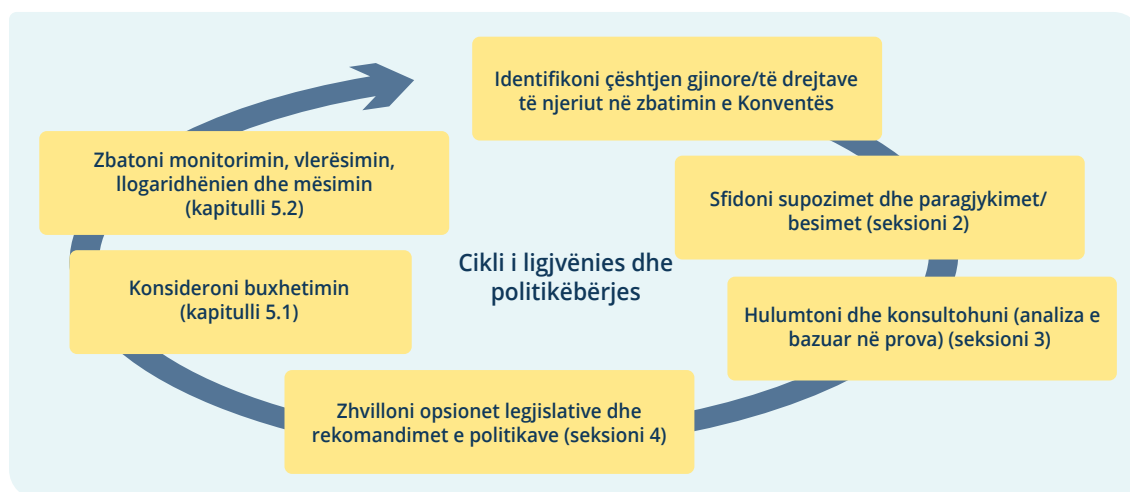 Identifikoni çështjen gjinore/të drejtave
të njeriut në zbatimin e Konventës
Sfidoni supozimet dhe paragjykimet/
besimet (seksioni 2)
Hulumtoni dhe konsultohuni (analiza e
bazuar në prova) (seksioni 3)
Zhvilloni opsionet legjislative dhe
rekomandimet e politikave (seksioni 4)
Konsideroni buxhetimin
(kapitulli 5.1)
Zbatoni monitorimin, vlerësimin,
llogaridhënien dhe mësimin
(kapitulli 5.2)
Cikli i ligjvënies dhe
politikëbërjes